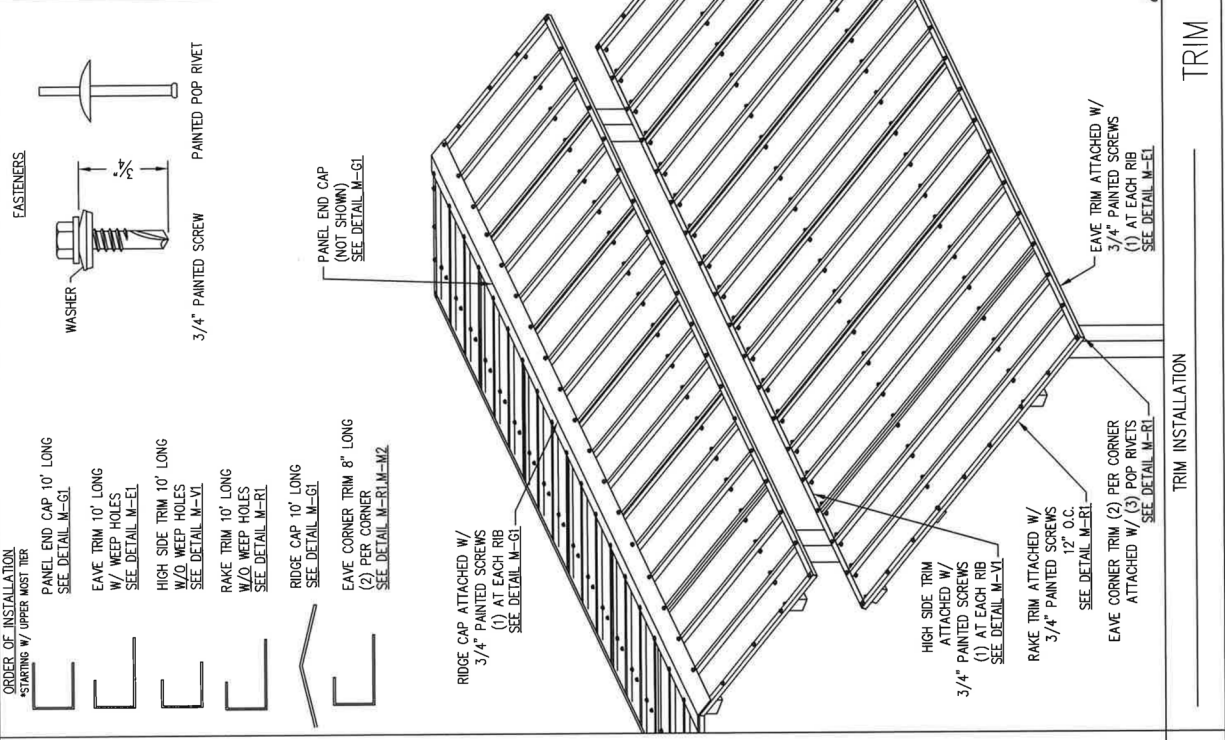 ORDER OF INSTALLATION
*STARTING W/ UPPER MOST TIER
PANEL END CAP 10' LONG
SEE DETAIL M-G1
EAVE TRIM 10' LONG
W/ WEEP HOLES
SEE DETAIL M-E1
HIGH SIDE TRIM 10' LONG
W/O WEEP HOLES
SEE DETAIL M-V1
RAKE TRIM 10' LONG
W/O WEEP HOLES
SEE DETAIL M-R1
RIDGE CAP 10' LONG
SEE DETAIL M-G1
EAVE CORNER TRIM 8" LONG
(2) PER CORNER
SEE DETAIL M-R1,M-M2
FASTENERS
WASHER
3/4"
3/4" PAINTED SCREW
PAINTED POP RIVET
PANEL END CAP
(NOT SHOWN)
SEE DETAIL M-G1
RIDGE CAP ATTACHED W/
3/4" PAINTED SCREWS
(1) AT EACH RIB
SEE DETAIL M-G1
HIGH SIDE TRIM
ATTACHED W/
3/4" PAINTED SCREWS
(1) AT EACH RIB
SEE DETAIL M-V1
RAKE TRIM ATTACHED W/
3/4" PAINTED SCREWS
12" O.C.
SEE DETAIL M-R1
EAVE CORNER TRIM (2) PER CORNER
ATTACHED W/ (3) POP RIVETS
SEE DETAIL M-R1
EAVE TRIM ATTACHED W/
3/4" PAINTED SCREWS
(1) AT EACH RIB
SEE DETAIL M-E1
TRIM INSTALLATION
TRIM